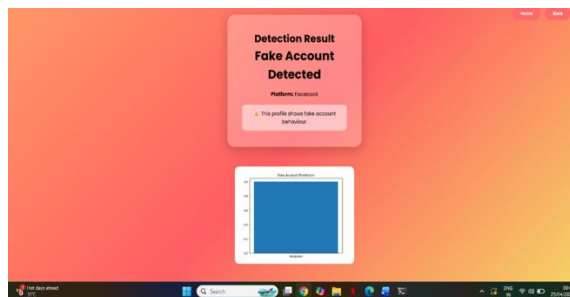 Home Back
Detection Result
Fake Account
Detected
Platform: Facebook
⚠ This profile shows fake account
behaviour
Fake Account Prediction
Hot days ahead
Search
ENG
IN